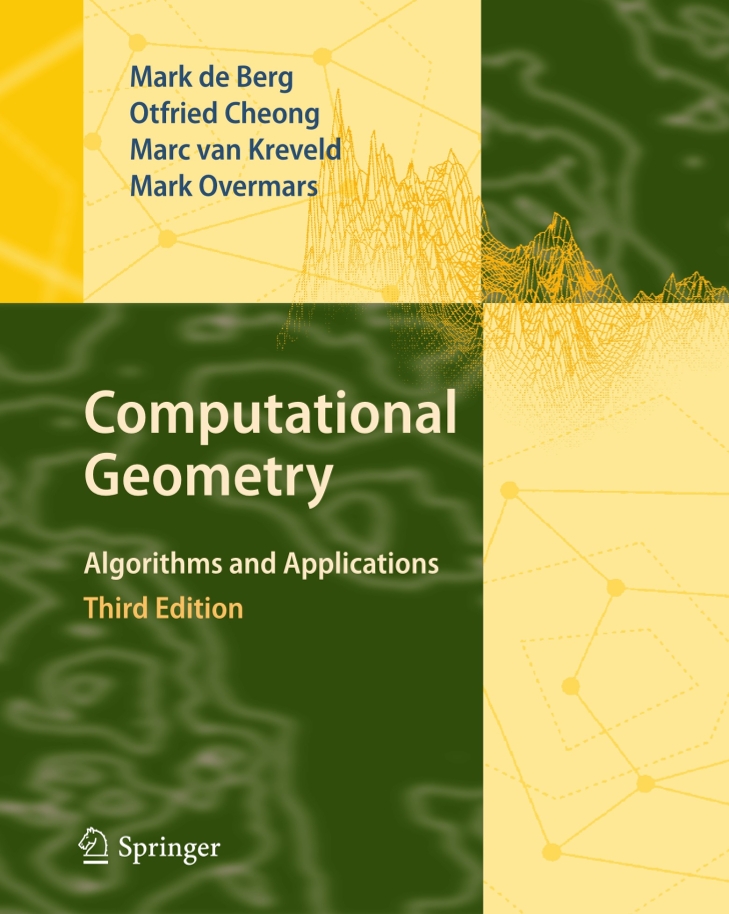 Mark de Berg
Otfried Cheong
Marc van Kreveld
Mark Overmars
Computational
Geometry
Algorithms and Applications
Third Edition
Springer